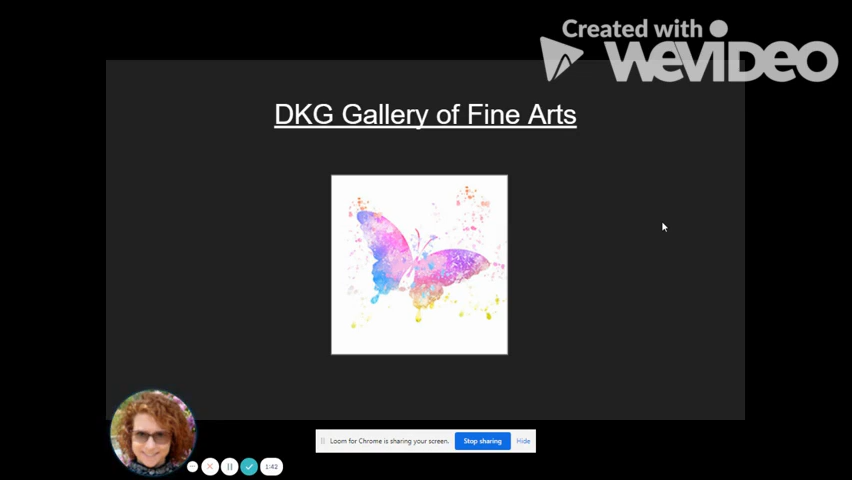 Created with
WEVIDEO
DKG Gallery of Fine Arts
Loom for Chrome is sharing your screen.
Stop sharing
Hide
1:42